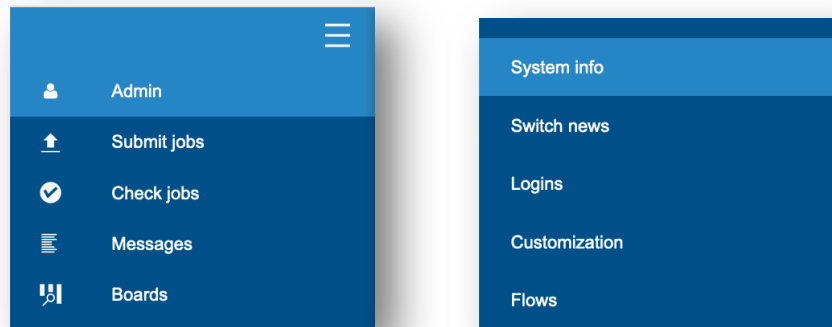 Admin
Submit jobs
Check jobs
Messages
Boards
System info
Switch news
Logins
Customization
Flows